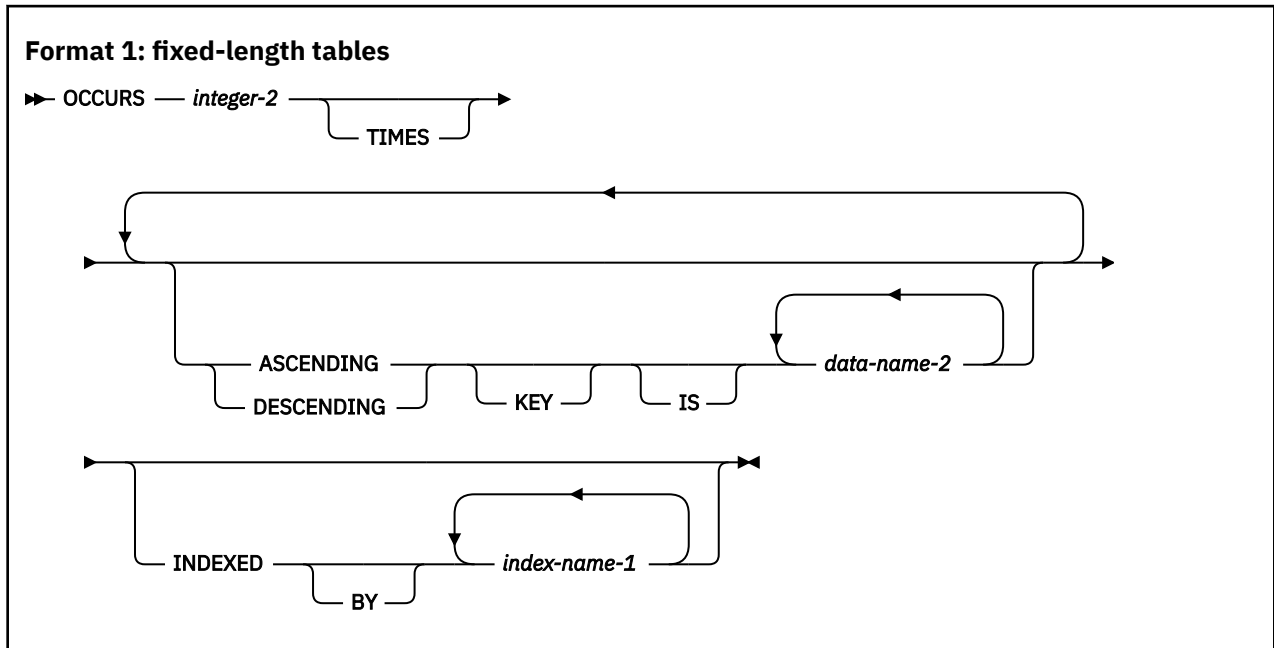 Format 1: fixed-length tables
OCCURS integer-2
TIMES
ASCENDING data-name-2
DESCENDING KEY IS
INDEXED index-name-1
BY